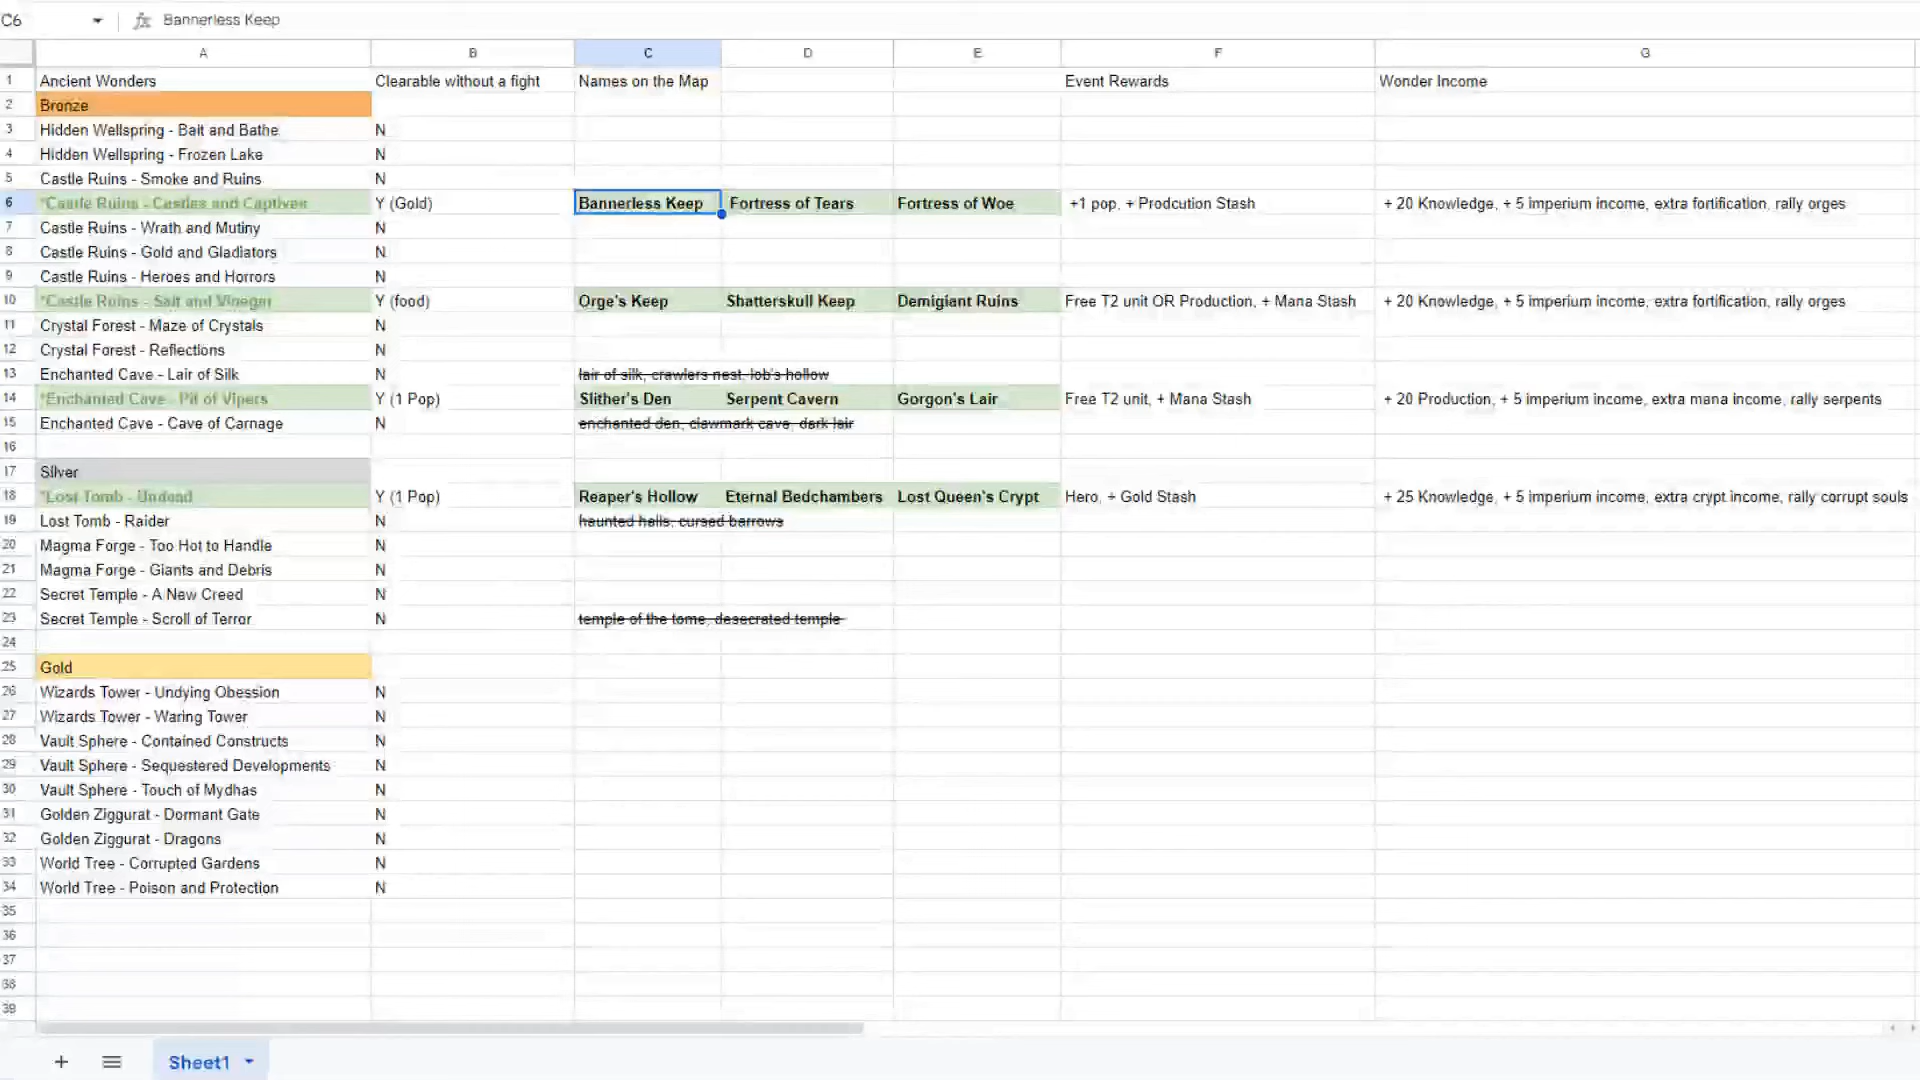 C6 fx Bannerless Keep
A B C D E F G
1 Ancient Wonders Clearable without a fight Names on the Map Event Rewards Wonder Income
2 Bronze
3 Hidden Wellspring - Bait and Bathe N
4 Hidden Wellspring - Frozen Lake N
5 Castle Ruins - Smoke and Ruins N
6 *Castle Ruins - Castles and Captives Y (Gold) Bannerless Keep Fortress of Tears Fortress of Woe +1 pop, + Prodcution Stash + 20 Knowledge, + 5 imperium income, extra fortification, rally orges
7 Castle Ruins - Wrath and Mutiny N
8 Castle Ruins - Gold and Gladiators N
9 Castle Ruins - Heroes and Horrors N
10 *Castle Ruins - Salt and Vinegar Y (food) Orge's Keep Shatterskull Keep Demigiant Ruins Free T2 unit OR Production, + Mana Stash + 20 Knowledge, + 5 imperium income, extra fortification, rally orges
11 Crystal Forest - Maze of Crystals N
12 Crystal Forest - Reflections N
13 Enchanted Cave - Lair of Silk N lair of silk, crawlers nest, lob's hollow
14 *Enchanted Cave - Pit of Vipers Y (1 Pop) Slither's Den Serpent Cavern Gorgon's Lair Free T2 unit, + Mana Stash + 20 Production, + 5 imperium income, extra mana income, rally serpents
15 Enchanted Cave - Cave of Carnage N enchanted den, clawmark cave, dark lair
16
17 Silver
18 *Lost Tomb - Undead Y (1 Pop) Reaper's Hollow Eternal Bedchambers Lost Queen's Crypt Hero, + Gold Stash + 25 Knowledge, + 5 imperium income, extra crypt income, rally corrupt souls
19 Lost Tomb - Raider N haunted halls, cursed barrows
20 Magma Forge - Too Hot to Handle N
21 Magma Forge - Giants and Debris N
22 Secret Temple - A New Creed N
23 Secret Temple - Scroll of Terror N temple of the tome, desecrated temple
24
25 Gold
26 Wizards Tower - Undying Obession N
27 Wizards Tower - Waring Tower N
28 Vault Sphere - Contained Constructs N
29 Vault Sphere - Sequestered Developments N
30 Vault Sphere - Touch of Mydhas N
31 Golden Ziggurat - Dormant Gate N
32 Golden Ziggurat - Dragons N
33 World Tree - Corrupted Gardens N
34 World Tree - Poison and Protection N
35
36
37
38
39
+ Sheet1